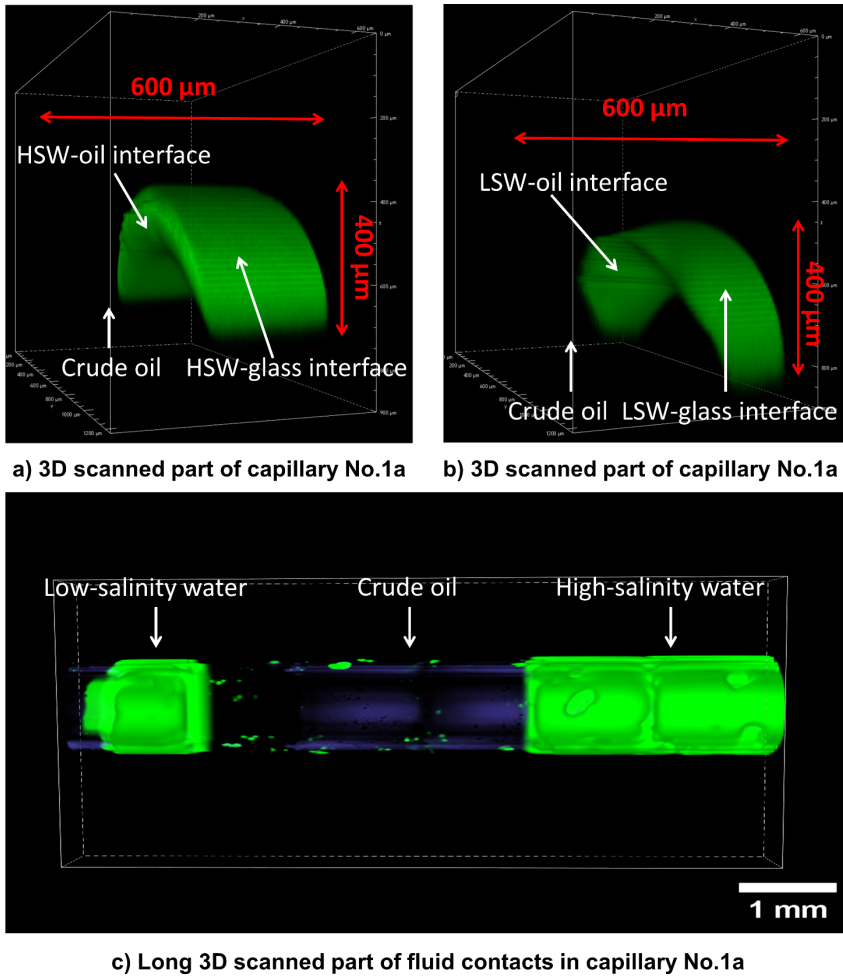 600 µm
HSW-oil interface
400 µm
Crude oil
HSW-glass interface
a) 3D scanned part of capillary No.1a
600 µm
LSW-oil interface
400 µm
Crude oil
LSW-glass interface
b) 3D scanned part of capillary No.1a
Low-salinity water
Crude oil
High-salinity water
1 mm
c) Long 3D scanned part of fluid contacts in capillary No.1a